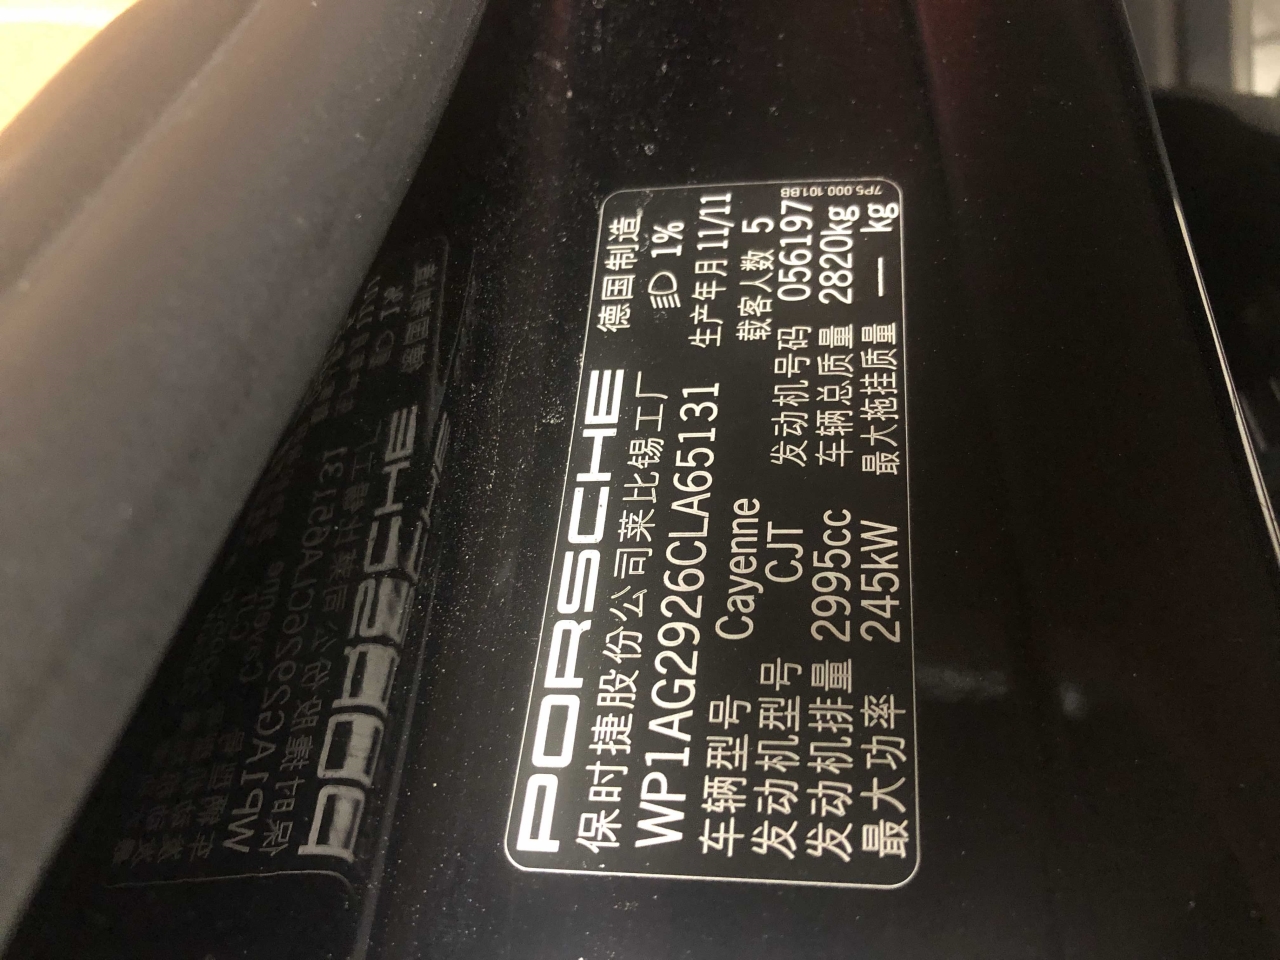 PORSCHE 德国制造
保时捷股份公司莱比锡工厂 1%
WP1AG2926CLA65131 生产年月 11/11
车辆型号 Cayenne 载客人数 5
发动机型号 CJT 发动机号码 056197
发动机排量 2995cc 车辆总质量 2820kg
最大功率 245kW 最大拖挂质量 — kg
7P5.000.101.BB